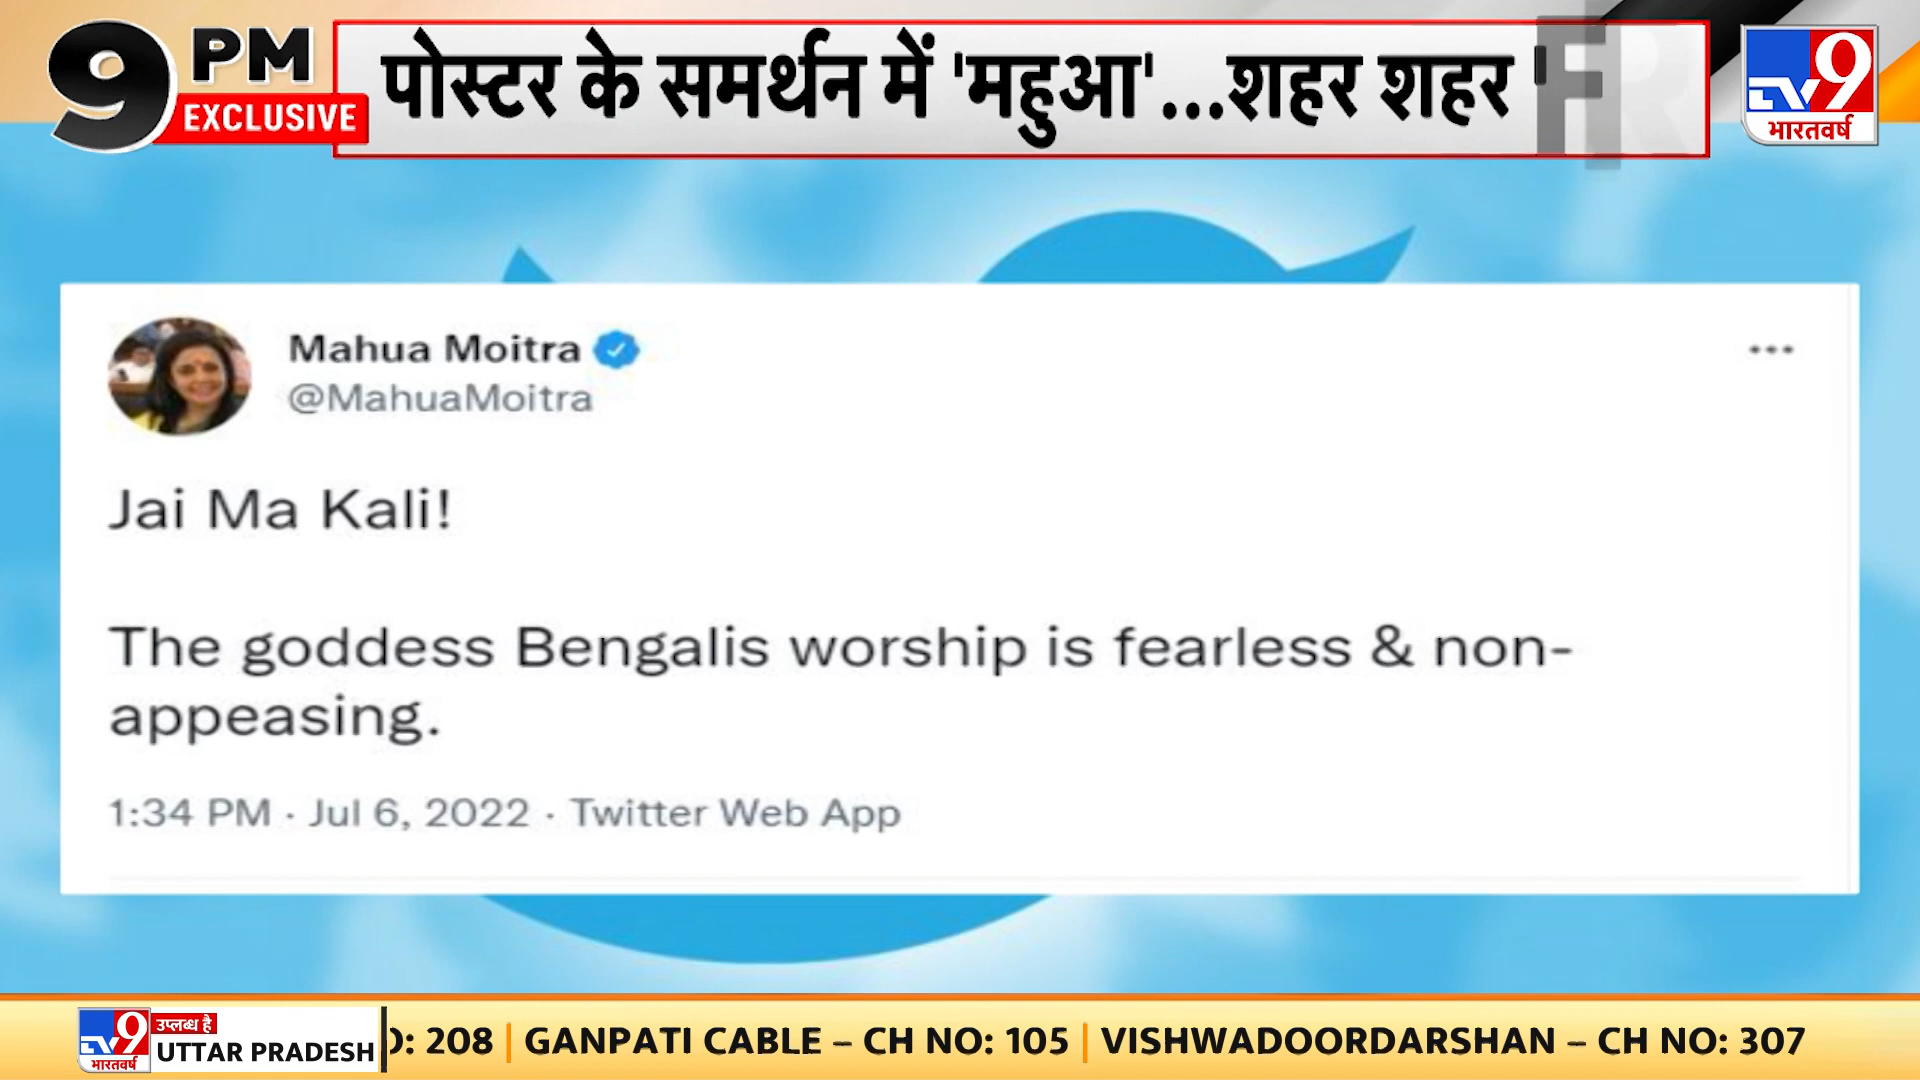 9 PM
EXCLUSIVE
पोस्टर के समर्थन में 'महुआ'...शहर शहर '
TV9
भारतवर्ष
Mahua Moitra
@MahuaMoitra
Jai Ma Kali!
The goddess Bengalis worship is fearless & non-
appeasing.
1:34 PM · Jul 6, 2022 · Twitter Web App
TV9
भारतवर्ष
उपलब्ध है
UTTAR PRADESH
: 208 | GANPATI CABLE – CH NO: 105 | VISHWADOORDARSHAN – CH NO: 307